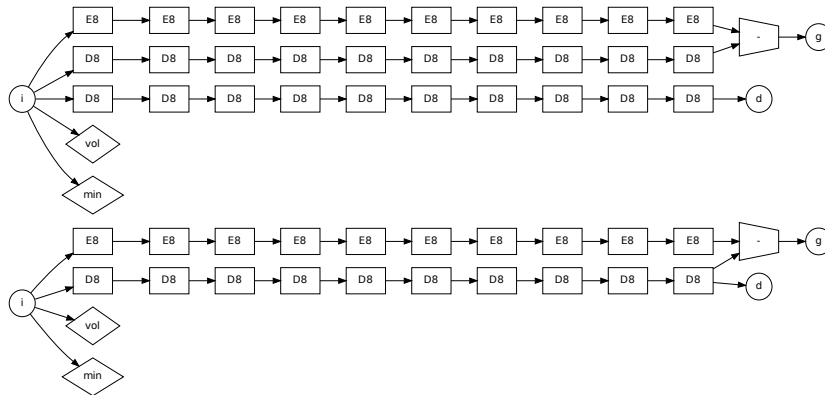 E8 E8 E8 E8 E8 E8 E8 E8 E8 E8
- g
D8 D8 D8 D8 D8 D8 D8 D8 D8 D8
i D8 D8 D8 D8 D8 D8 D8 D8 D8 D8 d
vol
min
E8 E8 E8 E8 E8 E8 E8 E8 E8 E8 - g
D8 D8 D8 D8 D8 D8 D8 D8 D8 D8 d
i
vol
min